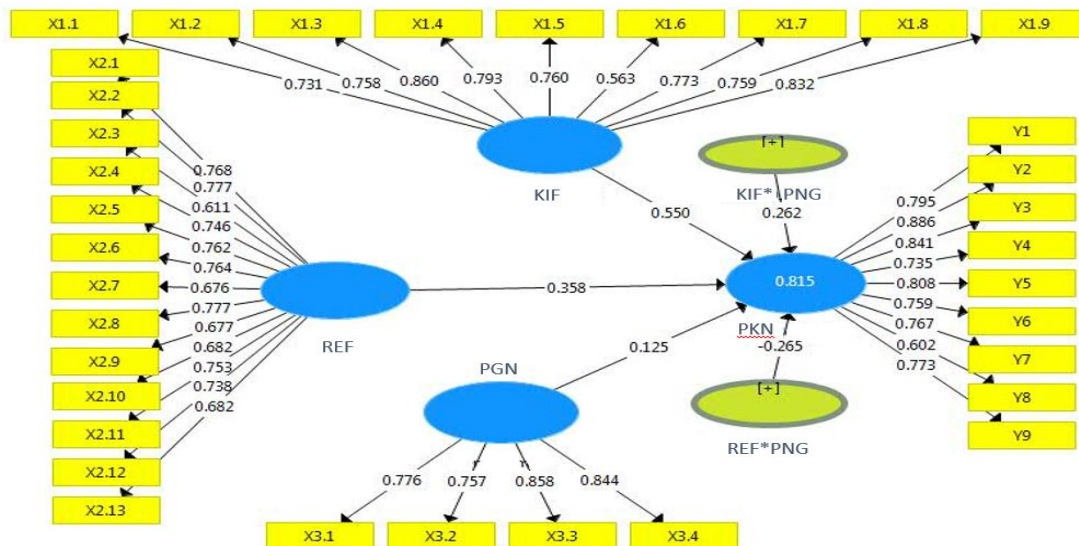 X1.1 X1.2 X1.3 X1.4 X1.5 X1.6 X1.7 X1.8 X1.9
0.731 0.758 0.860 0.793 0.760 0.563 0.773 0.759 0.832
X2.1
X2.2
X2.3
X2.4
X2.5
X2.6
X2.7
X2.8
X2.9
X2.10
X2.11
X2.12
X2.13
0.768
0.777
0.611
0.746
0.762
0.764
0.676
0.777
0.677
0.682
0.753
0.738
0.682
REF
KIF
[+]
KIF* PNG
0.550
0.262
0.358
0.815
PKN
0.125
-0.265
PGN
[+]
REF*PNG
0.795
0.886
0.841
0.735
0.808
0.759
0.767
0.602
0.773
Y1
Y2
Y3
Y4
Y5
Y6
Y7
Y8
Y9
0.776 0.757 0.858 0.844
X3.1 X3.2 X3.3 X3.4